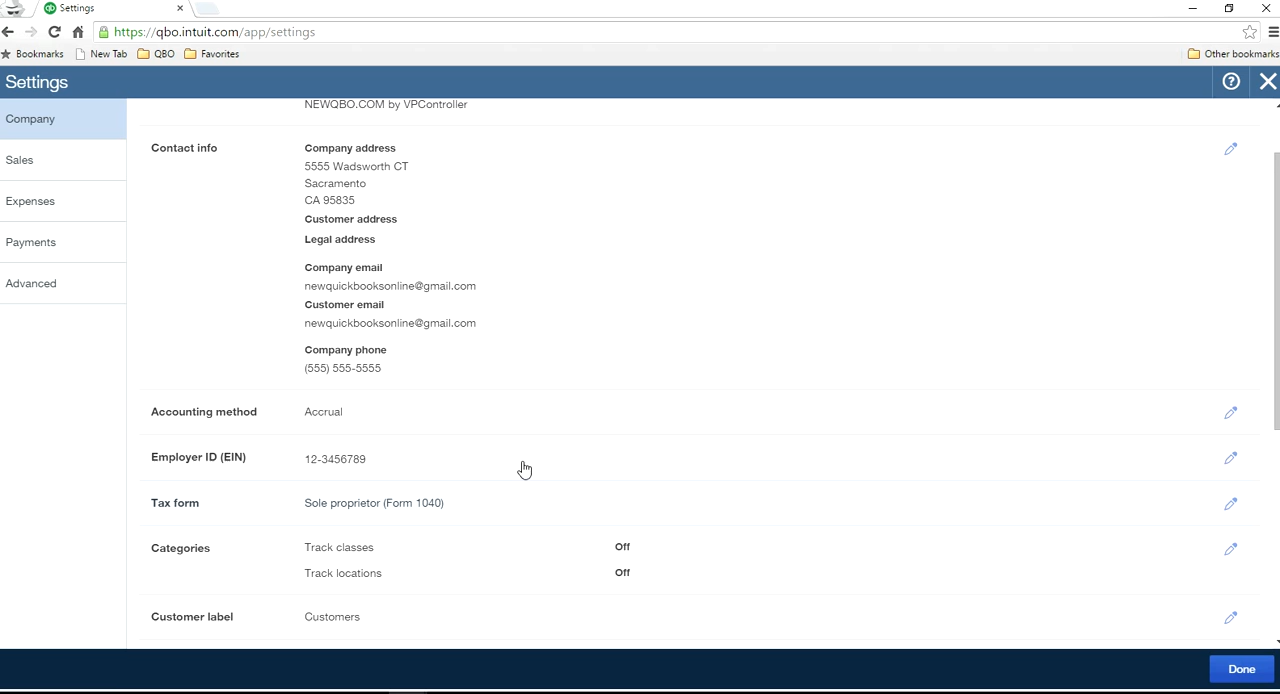 Settings
https://qbo.intuit.com/app/settings
Bookmarks New Tab QBO Favorites Other bookmarks
Settings
Company
Sales
Expenses
Payments
Advanced
NEWQBO.COM by VPController
Contact info
Company address
5555 Wadsworth CT
Sacramento
CA 95835
Customer address
Legal address
Company email
newquickbooksonline@gmail.com
Customer email
newquickbooksonline@gmail.com
Company phone
(555) 555-5555
Accounting method Accrual
Employer ID (EIN) 12-3456789
Tax form Sole proprietor (Form 1040)
Categories Track classes Off
Track locations Off
Customer label Customers
Done